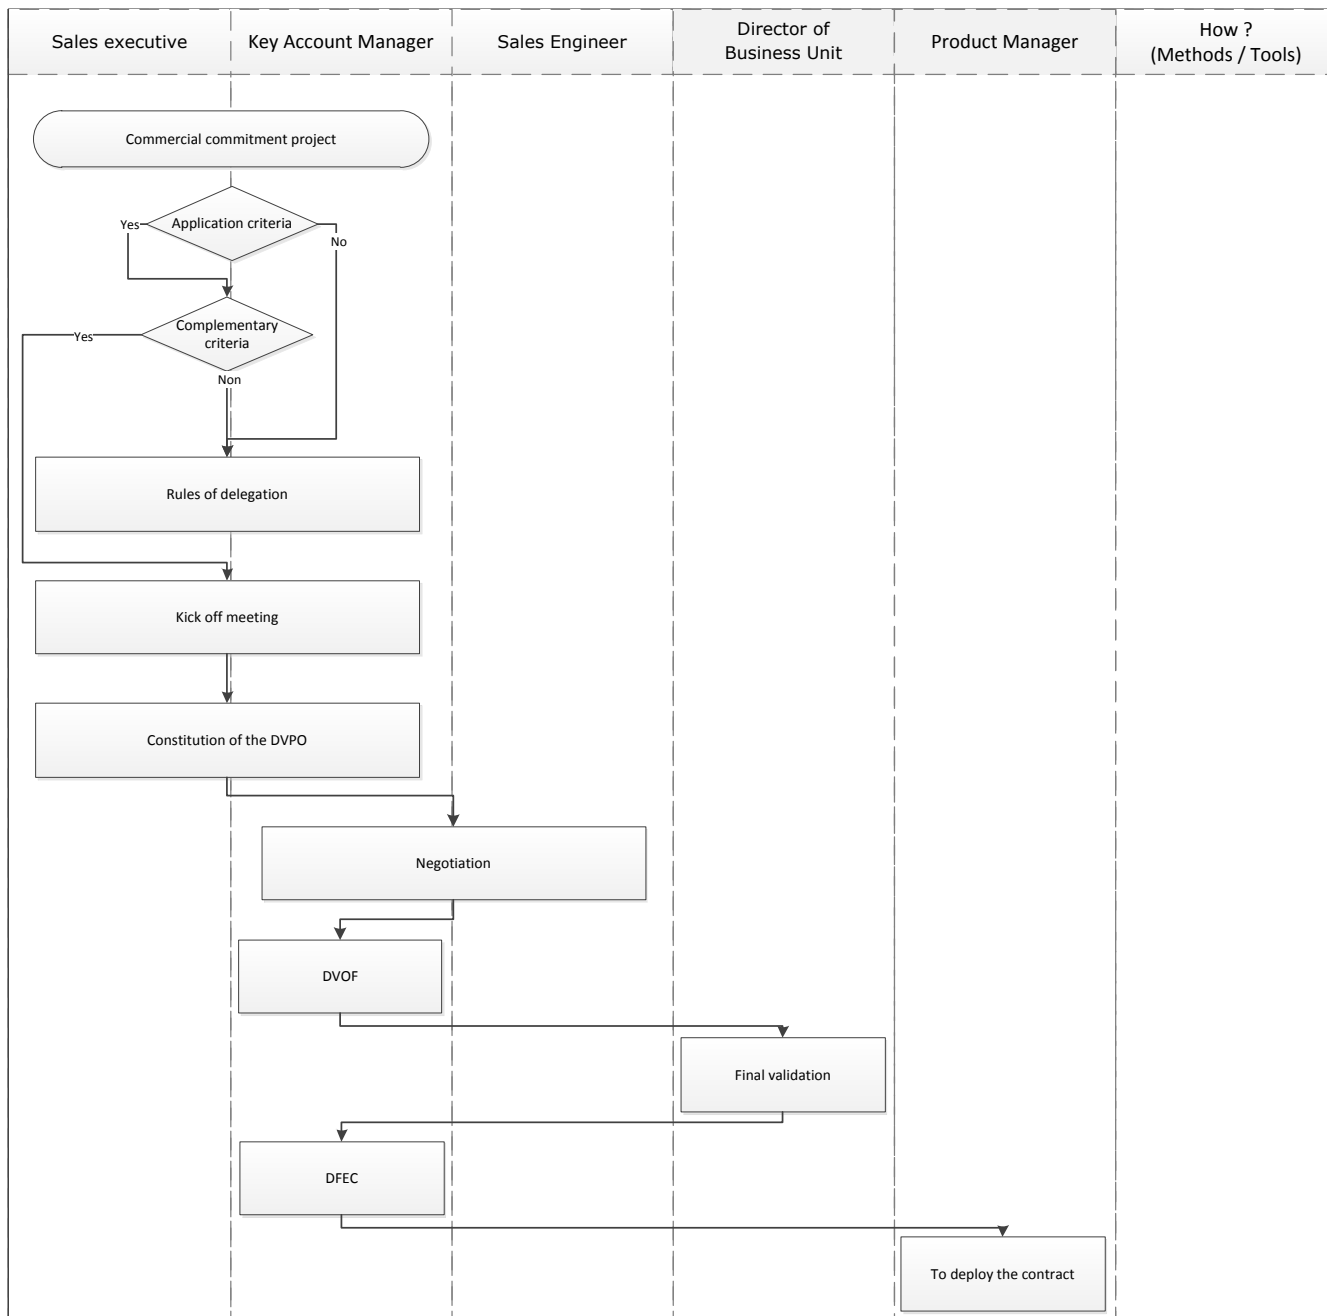 Sales executive
Key Account Manager
Sales Engineer
Director of
Business Unit
Product Manager
How ?
(Methods / Tools)
Commercial commitment project
Application criteria
Yes
No
Complementary
criteria
Yes
Non
Rules of delegation
Kick off meeting
Constitution of the DVPO
Negotiation
DVOF
Final validation
DFEC
To deploy the contract